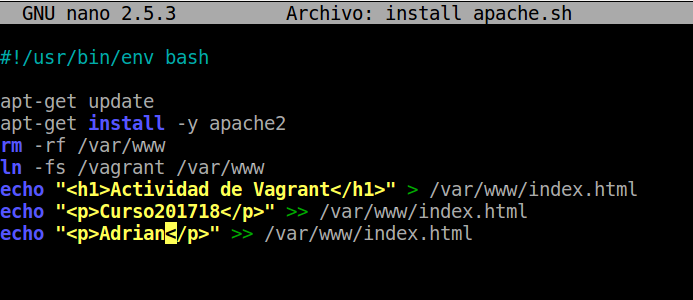 GNU nano 2.5.3 Archivo: install apache.sh
#!/usr/bin/env bash
apt-get update
apt-get install -y apache2
rm -rf /var/www
ln -fs /vagrant /var/www
echo "<h1>Actividad de Vagrant</h1>" > /var/www/index.html
echo "<p>Curso201718</p>" >> /var/www/index.html
echo "<p>Adrian</p>" >> /var/www/index.html